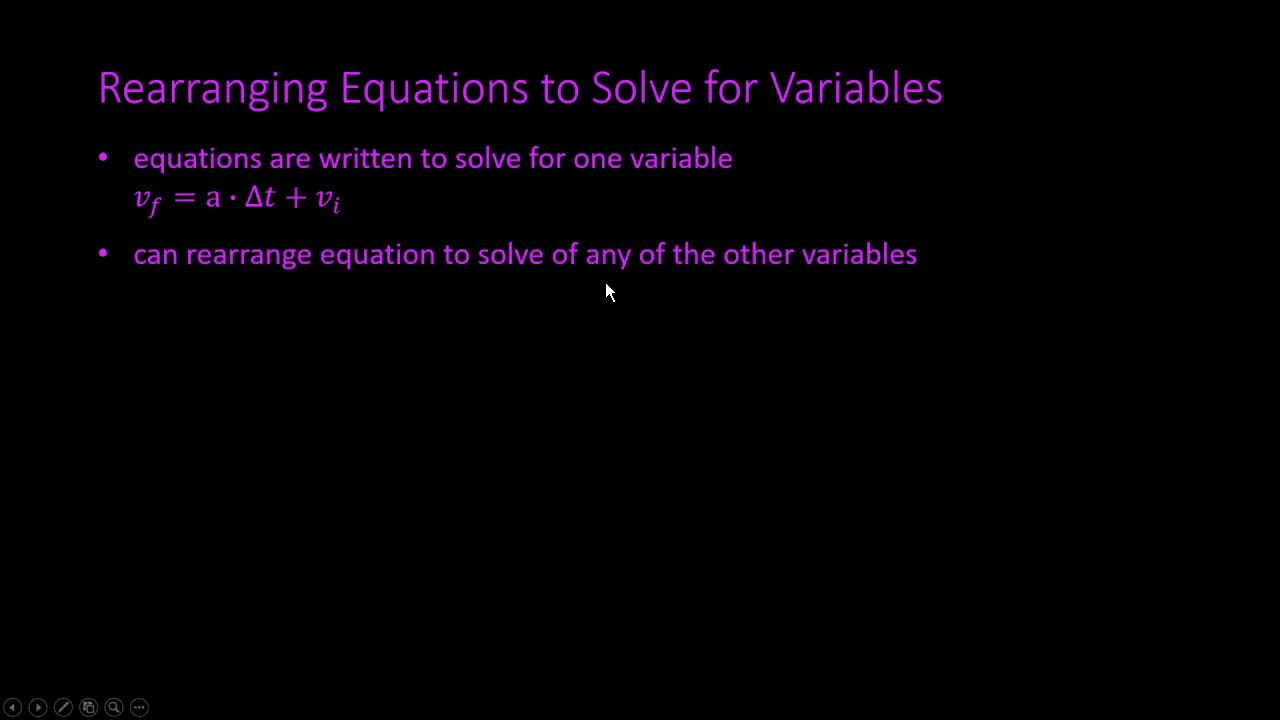 Rearranging Equations to Solve for Variables
• equations are written to solve for one variable
v_f = a · Δt + v_i
• can rearrange equation to solve of any of the other variables